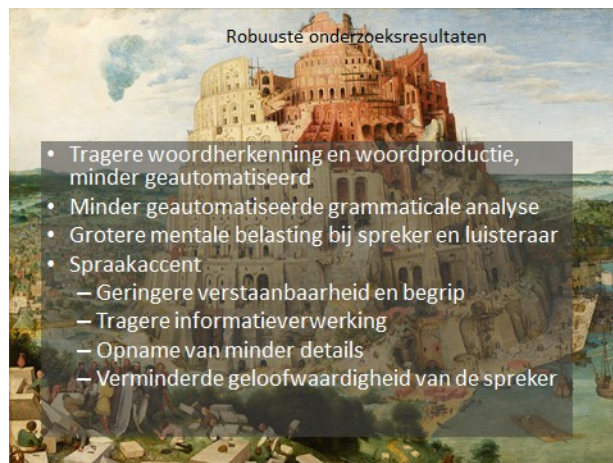 Robuuste onderzoeksresultaten
• Tragere woordherkenning en woordproductie,
minder geautomatiseerd
• Minder geautomatiseerde grammaticale analyse
• Grotere mentale belasting bij spreker en luisteraar
• Spraakaccent
– Geringere verstaanbaarheid en begrip
– Tragere informatieverwerking
– Opname van minder details
– Verminderde geloofwaardigheid van de spreker